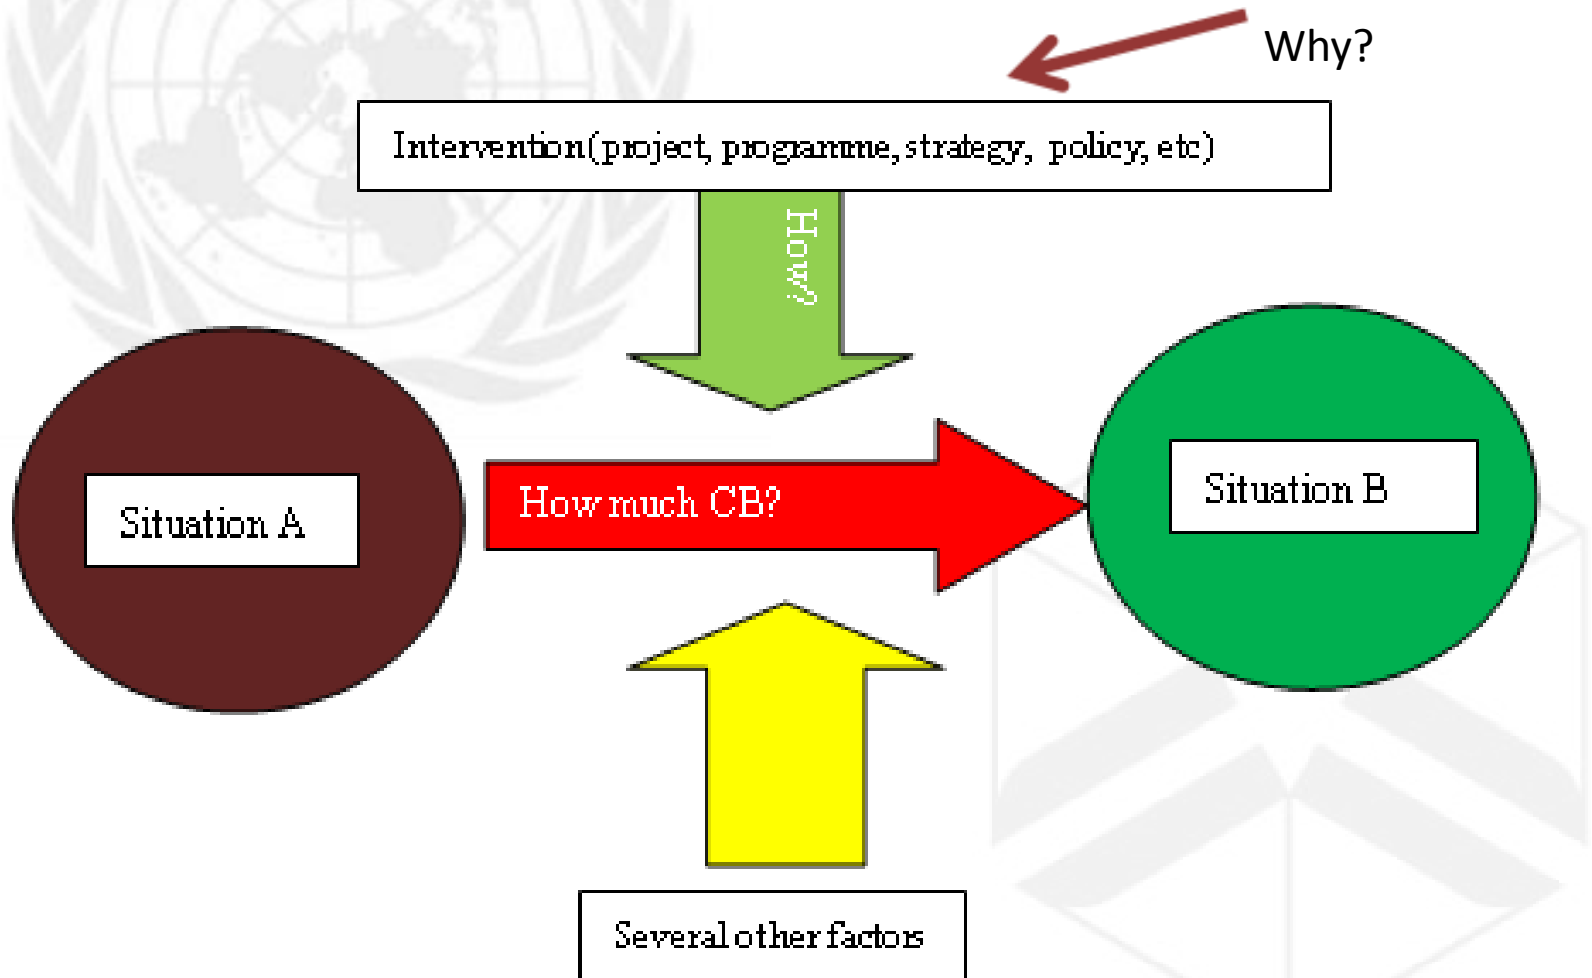 Why?
Intervention(project, programme, strategy, policy, etc)
How?
Situation A
How much CB?
Situation B
Several other factors